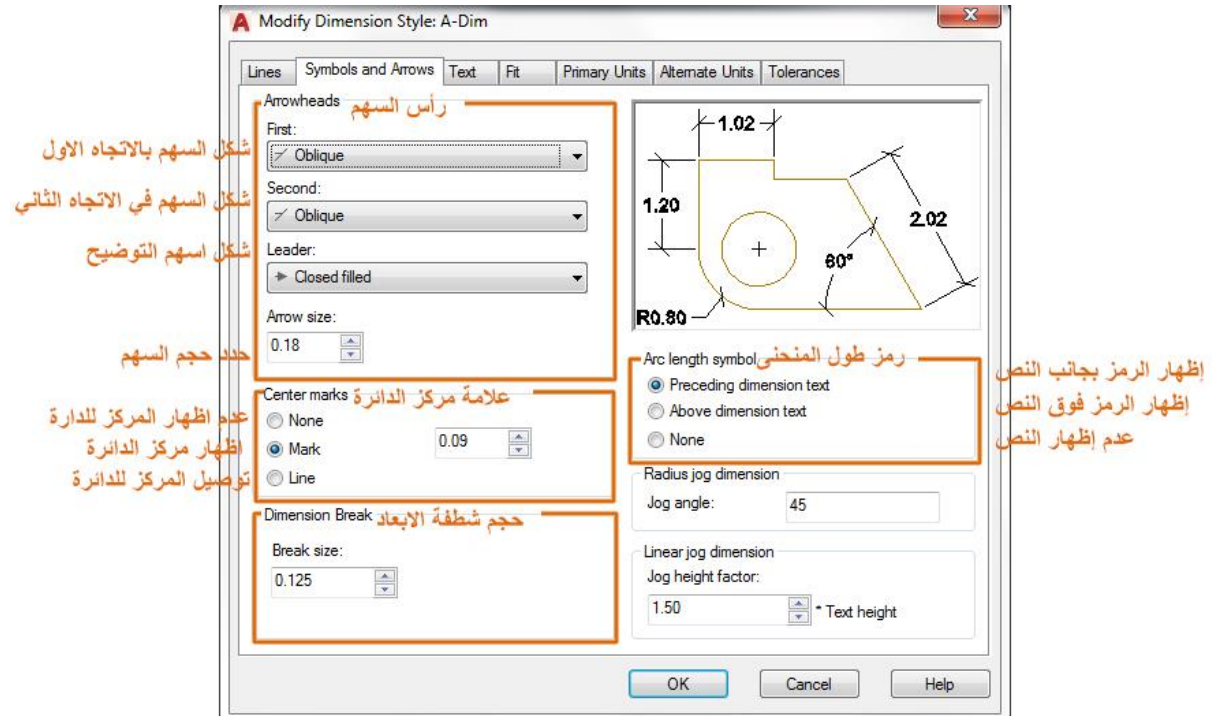 Modify Dimension Style: A-Dim
Lines Symbols and Arrows Text Fit Primary Units Alternate Units Tolerances
Arrowheads رأس السهم
First:
شكل السهم بالاتجاه الاول
Oblique
Second:
شكل السهم في الاتجاه الثاني
Oblique
Leader:
شكل اسهم التوضيح
Closed filled
Arrow size:
0.18
حدد حجم السهم
Center marks علامة مركز الدائرة
None
عدم اظهار المركز للدارة
Mark
0.09
اظهار مركز الدائرة
Line
توصيل المركز للدائرة
Dimension Break حجم شطفة الابعاد
Break size:
0.125
1.02
1.20
2.02
60°
R0.80
Arc length symbol رمز طول المنحنى
Preceding dimension text
إظهار الرمز بجانب النص
Above dimension text
إظهار الرمز فوق النص
None
عدم إظهار النص
Radius jog dimension
Jog angle:
45
Linear jog dimension
Jog height factor:
1.50
* Text height
OK Cancel Help